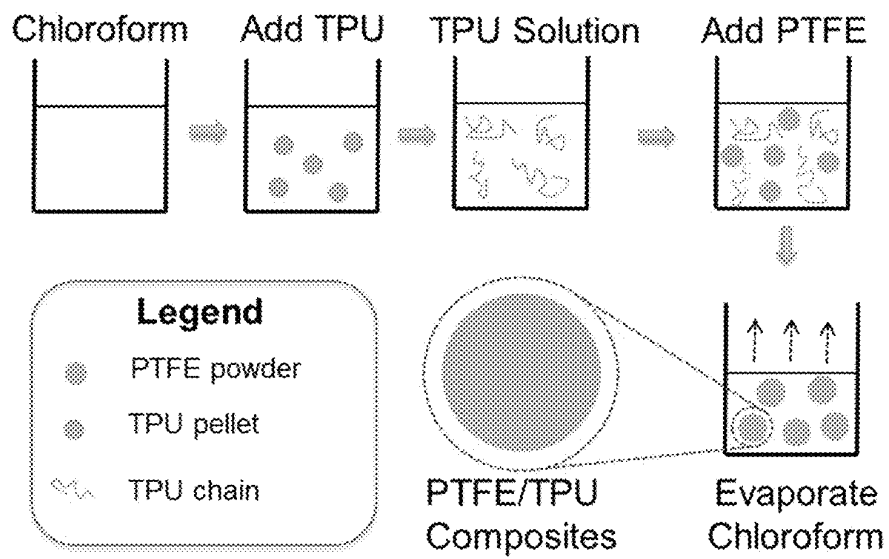 Chloroform
Add TPU
TPU Solution
Add PTFE
Legend
PTFE powder
TPU pellet
TPU chain
PTFE/TPU
Composites
Evaporate
Chloroform